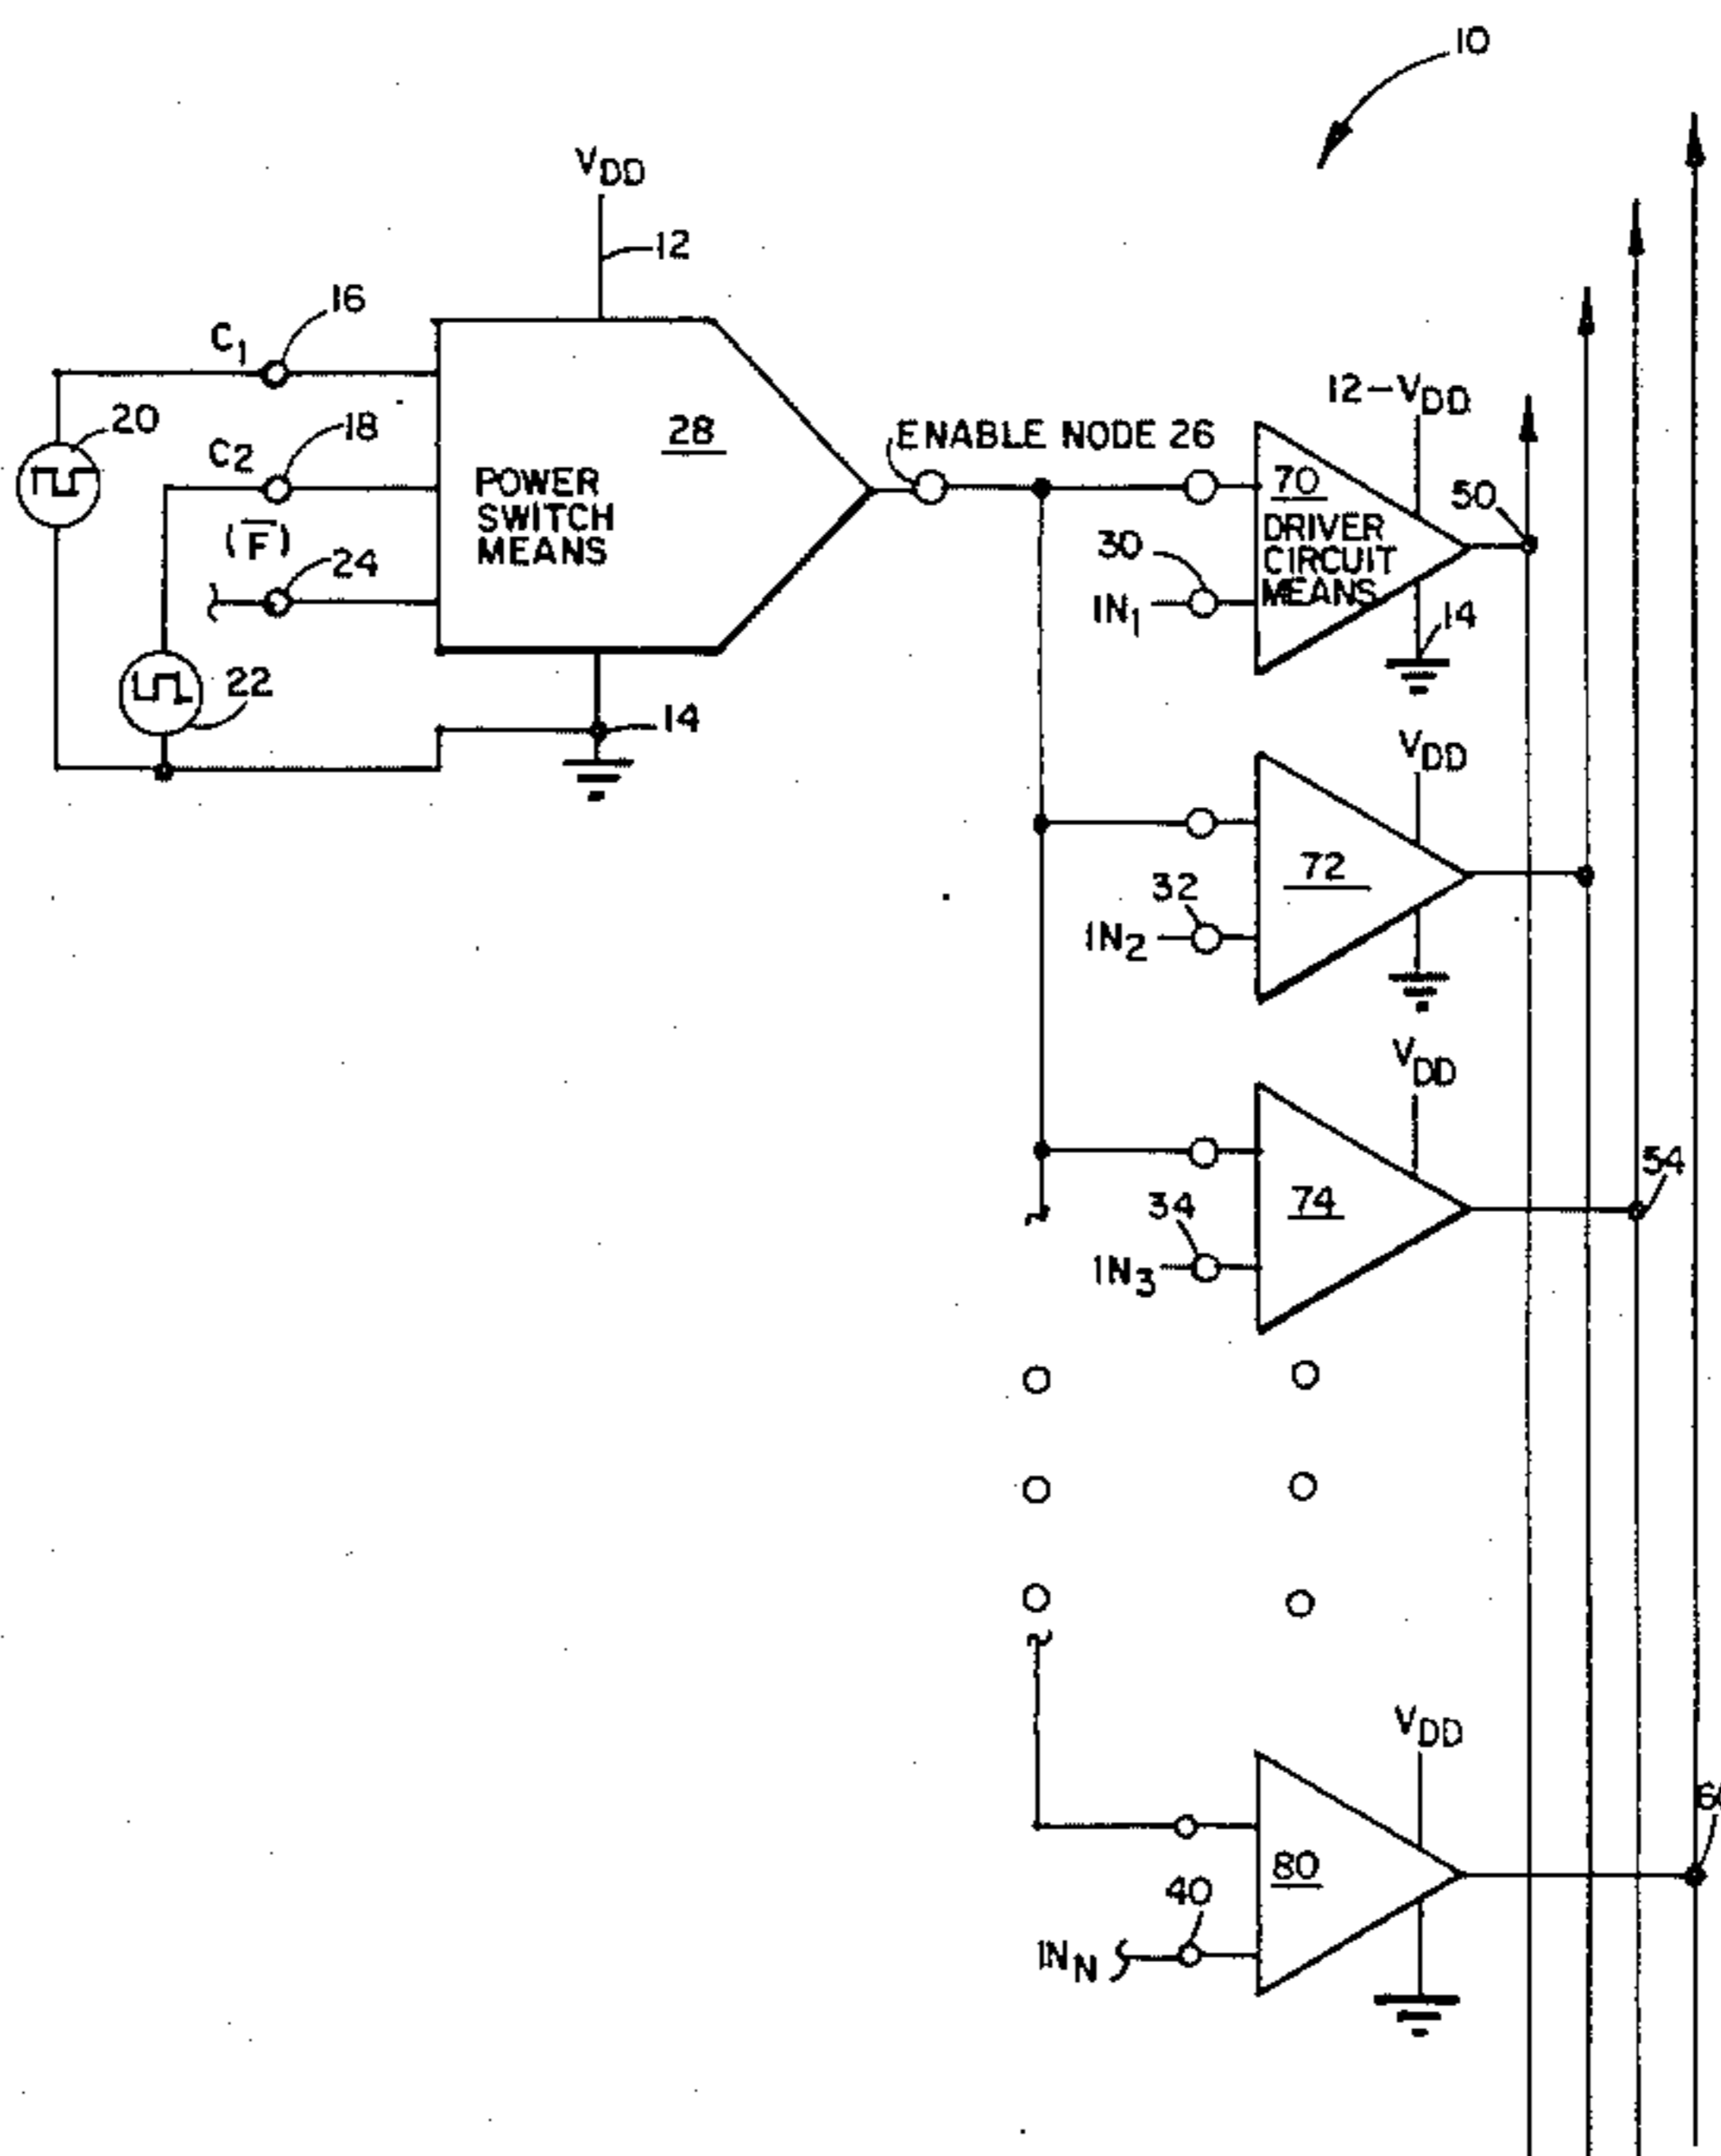 10
VDD
12
16
C1
20
18
C2
28
ENABLE NODE 26
12-VDD
POWER
SWITCH
MEANS
(F̅)
24
70
DRIVER
CIRCUIT
MEANS
50
30
IN1
14
22
14
VDD
72
32
IN2
VDD
54
74
34
IN3
VDD
80
40
INN